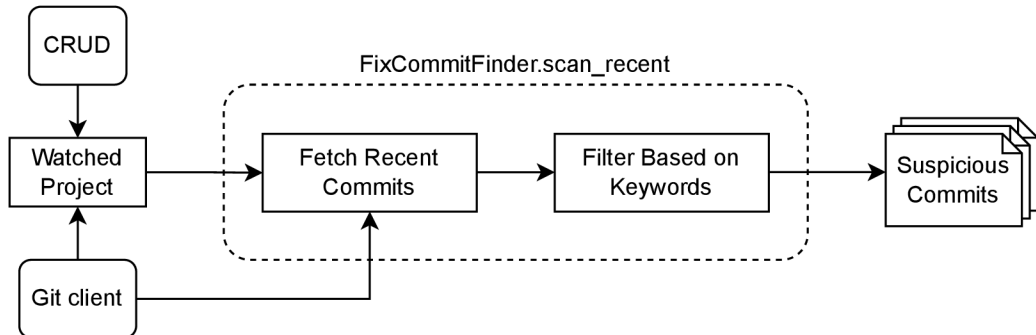 CRUD
FixCommitFinder.scan_recent
Watched
Project
Fetch Recent
Commits
Filter Based on
Keywords
Suspicious
Commits
Git client